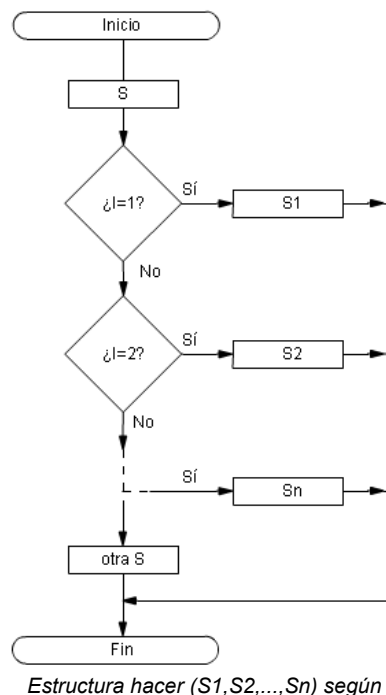 Inicio
S
¿I=1?
Sí
S1
No
¿I=2?
Sí
S2
No
Sí
Sn
otra S
Fin
Estructura hacer (S1,S2,...,Sn) según